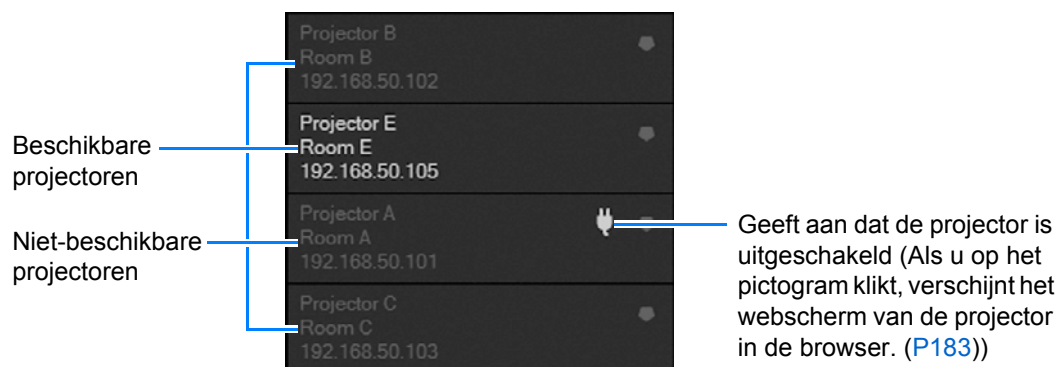 Projector B
Room B
192.168.50.102
Projector E
Room E
192.168.50.105
Projector A
Room A
192.168.50.101
Projector C
Room C
192.168.50.103
Beschikbare
projectoren
Niet-beschikbare
projectoren
Geeft aan dat de projector is
uitgeschakeld (Als u op het
pictogram klikt, verschijnt het
webscherm van de projector
in de browser. (P183))